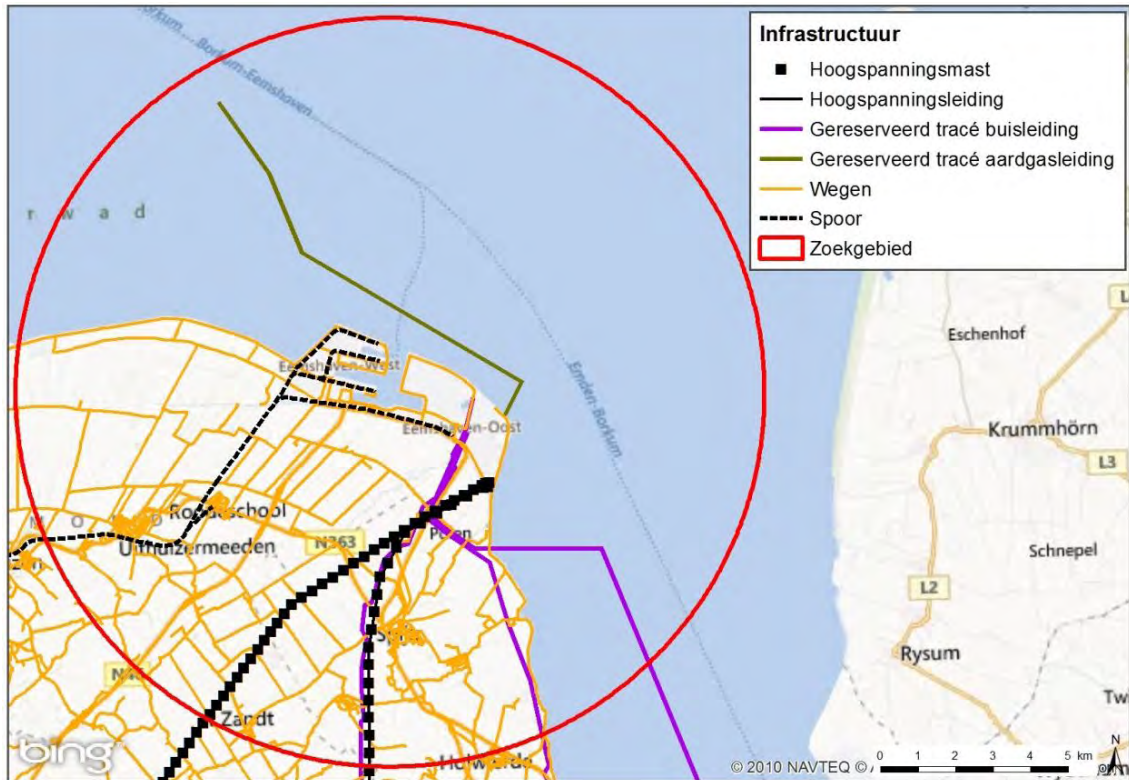 Borkum-Eemshaven
Infrastructuur
Hoogspanningsmast
Hoogspanningsleiding
Gereserveerd tracé buisleiding
Gereserveerd tracé aardgasleiding
Wegen
Spoor
Zoekgebied
r w a d
Eemshaven-West
Eemshaven-Oost
Emden-Borkum
Eschenhof
Krummhörn
L3
Schnepel
L2
Rysum
Roodeschool
Uithuizermeeden
N363
N46
Zandt
bing
0 1 2 3 4 5 km
N
© 2010 NAVTEQ ©